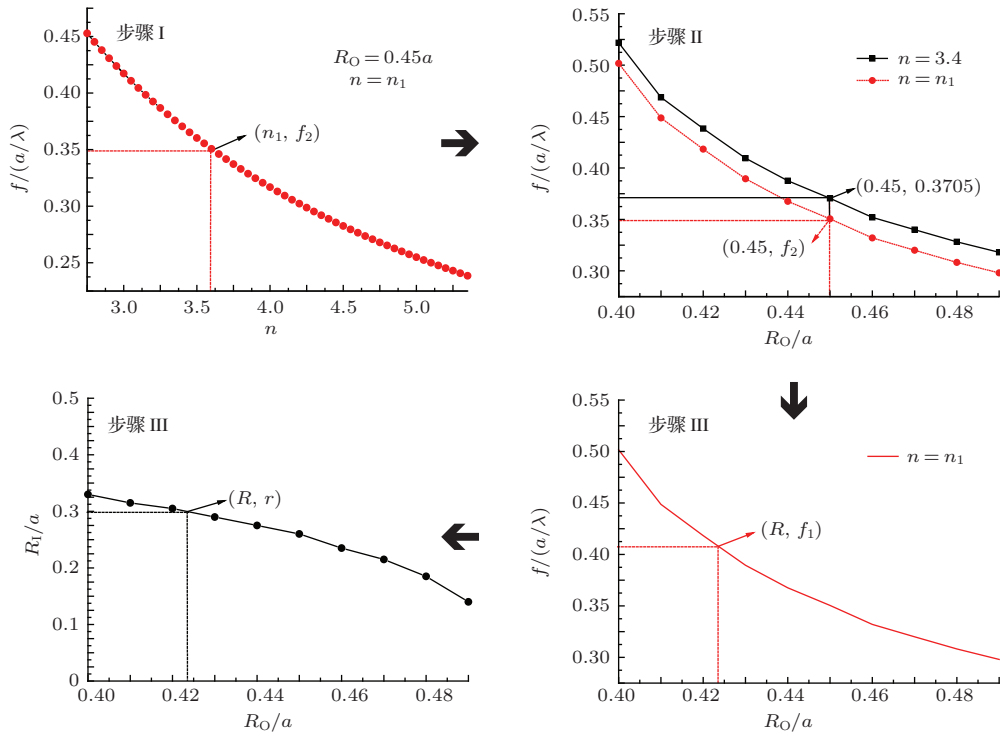 步骤 I
R_O = 0.45a
n = n_1
(n_1, f_2)
f/(a/λ)
0.45
0.40
0.35
0.30
0.25
3.0 3.5 4.0 4.5 5.0
n
步骤 II
n = 3.4
n = n_1
(0.45, 0.3705)
(0.45, f_2)
f/(a/λ)
0.55
0.50
0.45
0.40
0.35
0.30
0.40 0.42 0.44 0.46 0.48
R_O/a
步骤 III
(R, r)
R_I/a
0.5
0.4
0.3
0.2
0.1
0
0.40 0.42 0.44 0.46 0.48
R_O/a
步骤 III
n = n_1
(R, f_1)
f/(a/λ)
0.55
0.50
0.45
0.40
0.35
0.30
0.40 0.42 0.44 0.46 0.48
R_O/a